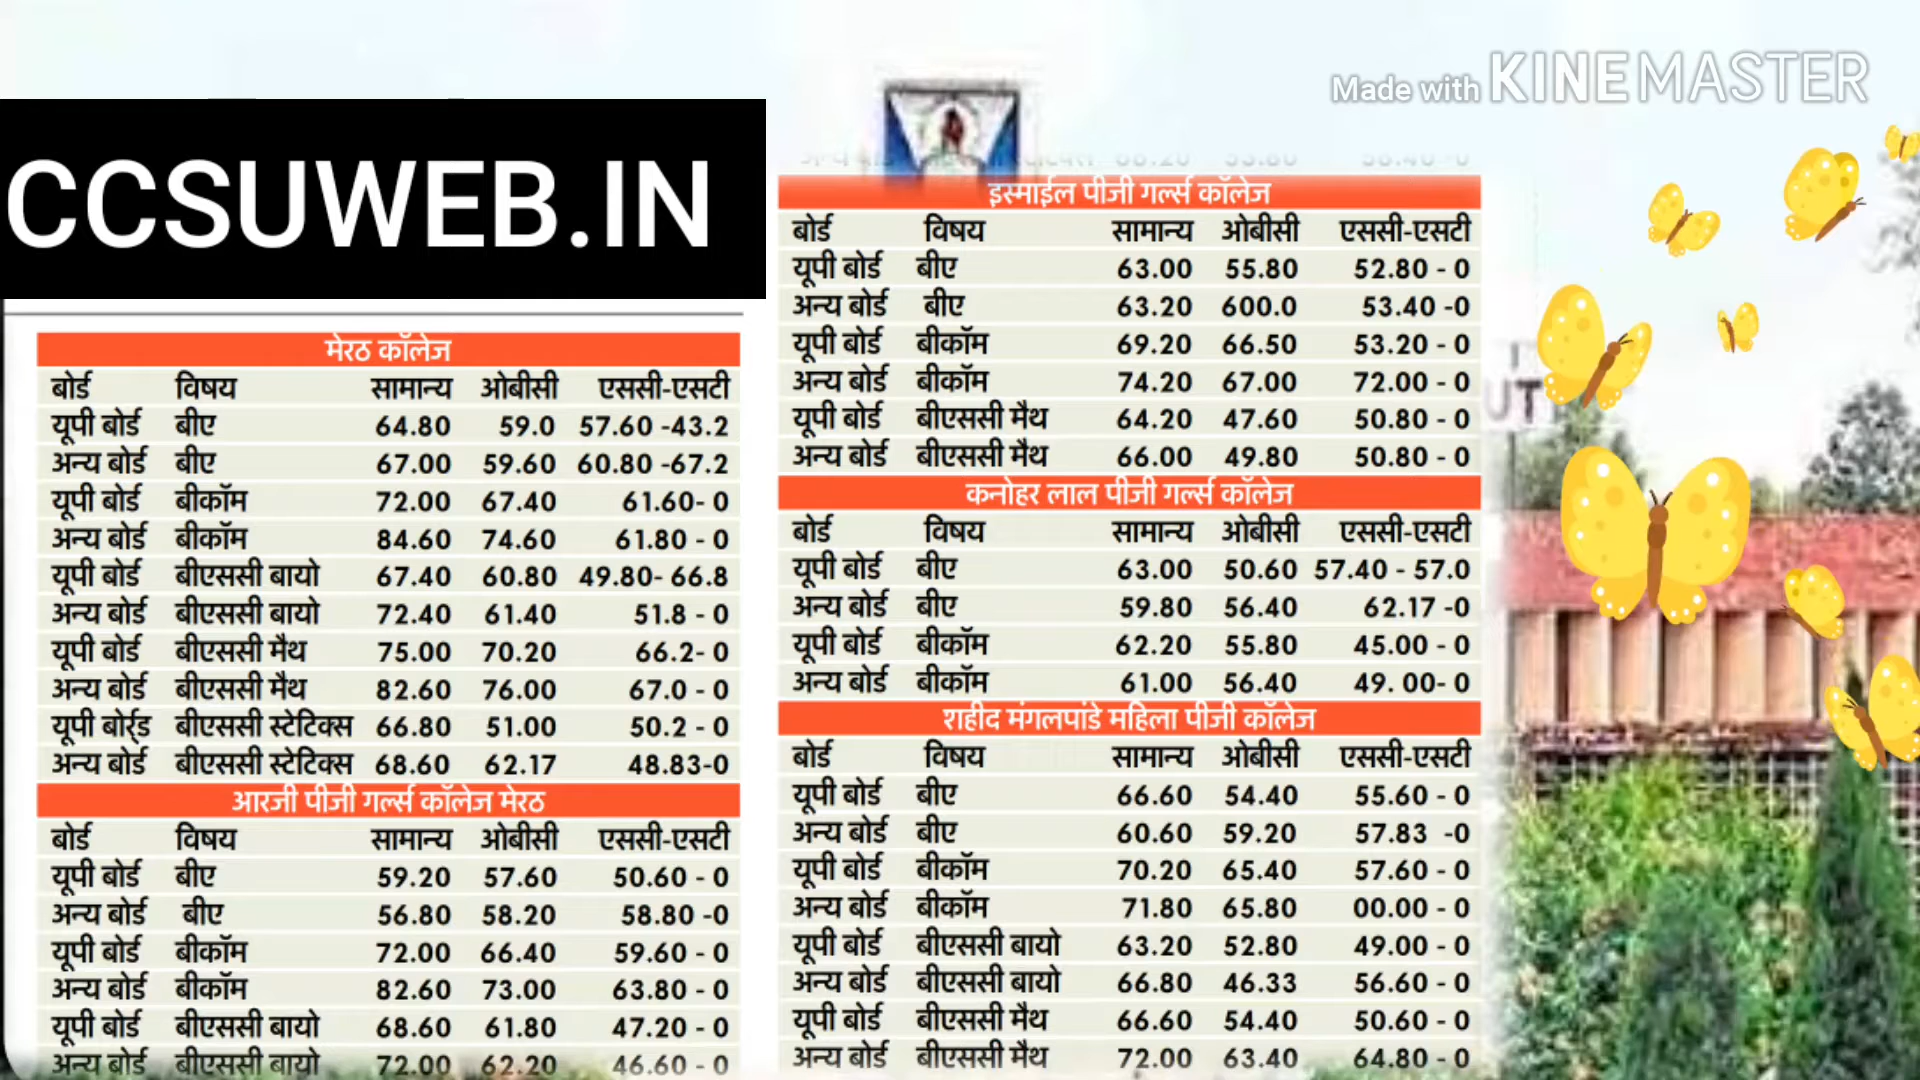 Made with KINEMASTER
CCSUWEB.IN
मेरठ कॉलेज
बोर्ड विषय सामान्य ओबीसी एससी-एसटी
यूपी बोर्ड बीए 64.80 59.0 57.60 -43.2
अन्य बोर्ड बीए 67.00 59.60 60.80 -67.2
यूपी बोर्ड बीकॉम 72.00 67.40 61.60- 0
अन्य बोर्ड बीकॉम 84.60 74.60 61.80 - 0
यूपी बोर्ड बीएससी बायो 67.40 60.80 49.80- 66.8
अन्य बोर्ड बीएससी बायो 72.40 61.40 51.8 - 0
यूपी बोर्ड बीएससी मैथ 75.00 70.20 66.2- 0
अन्य बोर्ड बीएससी मैथ 82.60 76.00 67.0 - 0
यूपी बोर्र्ड बीएससी स्टेटिक्स 66.80 51.00 50.2 - 0
अन्य बोर्ड बीएससी स्टेटिक्स 68.60 62.17 48.83-0
आरजी पीजी गर्ल्स कॉलेज मेरठ
बोर्ड विषय सामान्य ओबीसी एससी-एसटी
यूपी बोर्ड बीए 59.20 57.60 50.60 - 0
अन्य बोर्ड बीए 56.80 58.20 58.80 -0
यूपी बोर्ड बीकॉम 72.00 66.40 59.60 - 0
अन्य बोर्ड बीकॉम 82.60 73.00 63.80 - 0
यूपी बोर्ड बीएससी बायो 68.60 61.80 47.20 - 0
अन्य बोर्ड बीएससी बायो 72.00 62.20 46.60 - 0
इस्माईल पीजी गर्ल्स कॉलेज
बोर्ड विषय सामान्य ओबीसी एससी-एसटी
यूपी बोर्ड बीए 63.00 55.80 52.80 - 0
अन्य बोर्ड बीए 63.20 600.0 53.40 -0
यूपी बोर्ड बीकॉम 69.20 66.50 53.20 - 0
अन्य बोर्ड बीकॉम 74.20 67.00 72.00 - 0
यूपी बोर्ड बीएससी मैथ 64.20 47.60 50.80 - 0
अन्य बोर्ड बीएससी मैथ 66.00 49.80 50.80 - 0
कनोहर लाल पीजी गर्ल्स कॉलेज
बोर्ड विषय सामान्य ओबीसी एससी-एसटी
यूपी बोर्ड बीए 63.00 50.60 57.40 - 57.0
अन्य बोर्ड बीए 59.80 56.40 62.17 -0
यूपी बोर्ड बीकॉम 62.20 55.80 45.00 - 0
अन्य बोर्ड बीकॉम 61.00 56.40 49. 00- 0
शहीद मंगलपांडे महिला पीजी कॉलेज
बोर्ड विषय सामान्य ओबीसी एससी-एसटी
यूपी बोर्ड बीए 66.60 54.40 55.60 - 0
अन्य बोर्ड बीए 60.60 59.20 57.83 -0
यूपी बोर्ड बीकॉम 70.20 65.40 57.60 - 0
अन्य बोर्ड बीकॉम 71.80 65.80 00.00 - 0
यूपी बोर्ड बीएससी बायो 63.20 52.80 49.00 - 0
अन्य बोर्ड बीएससी बायो 66.80 46.33 56.60 - 0
यूपी बोर्ड बीएससी मैथ 66.60 54.40 50.60 - 0
अन्य बोर्ड बीएससी मैथ 72.00 63.40 64.80 - 0
UT